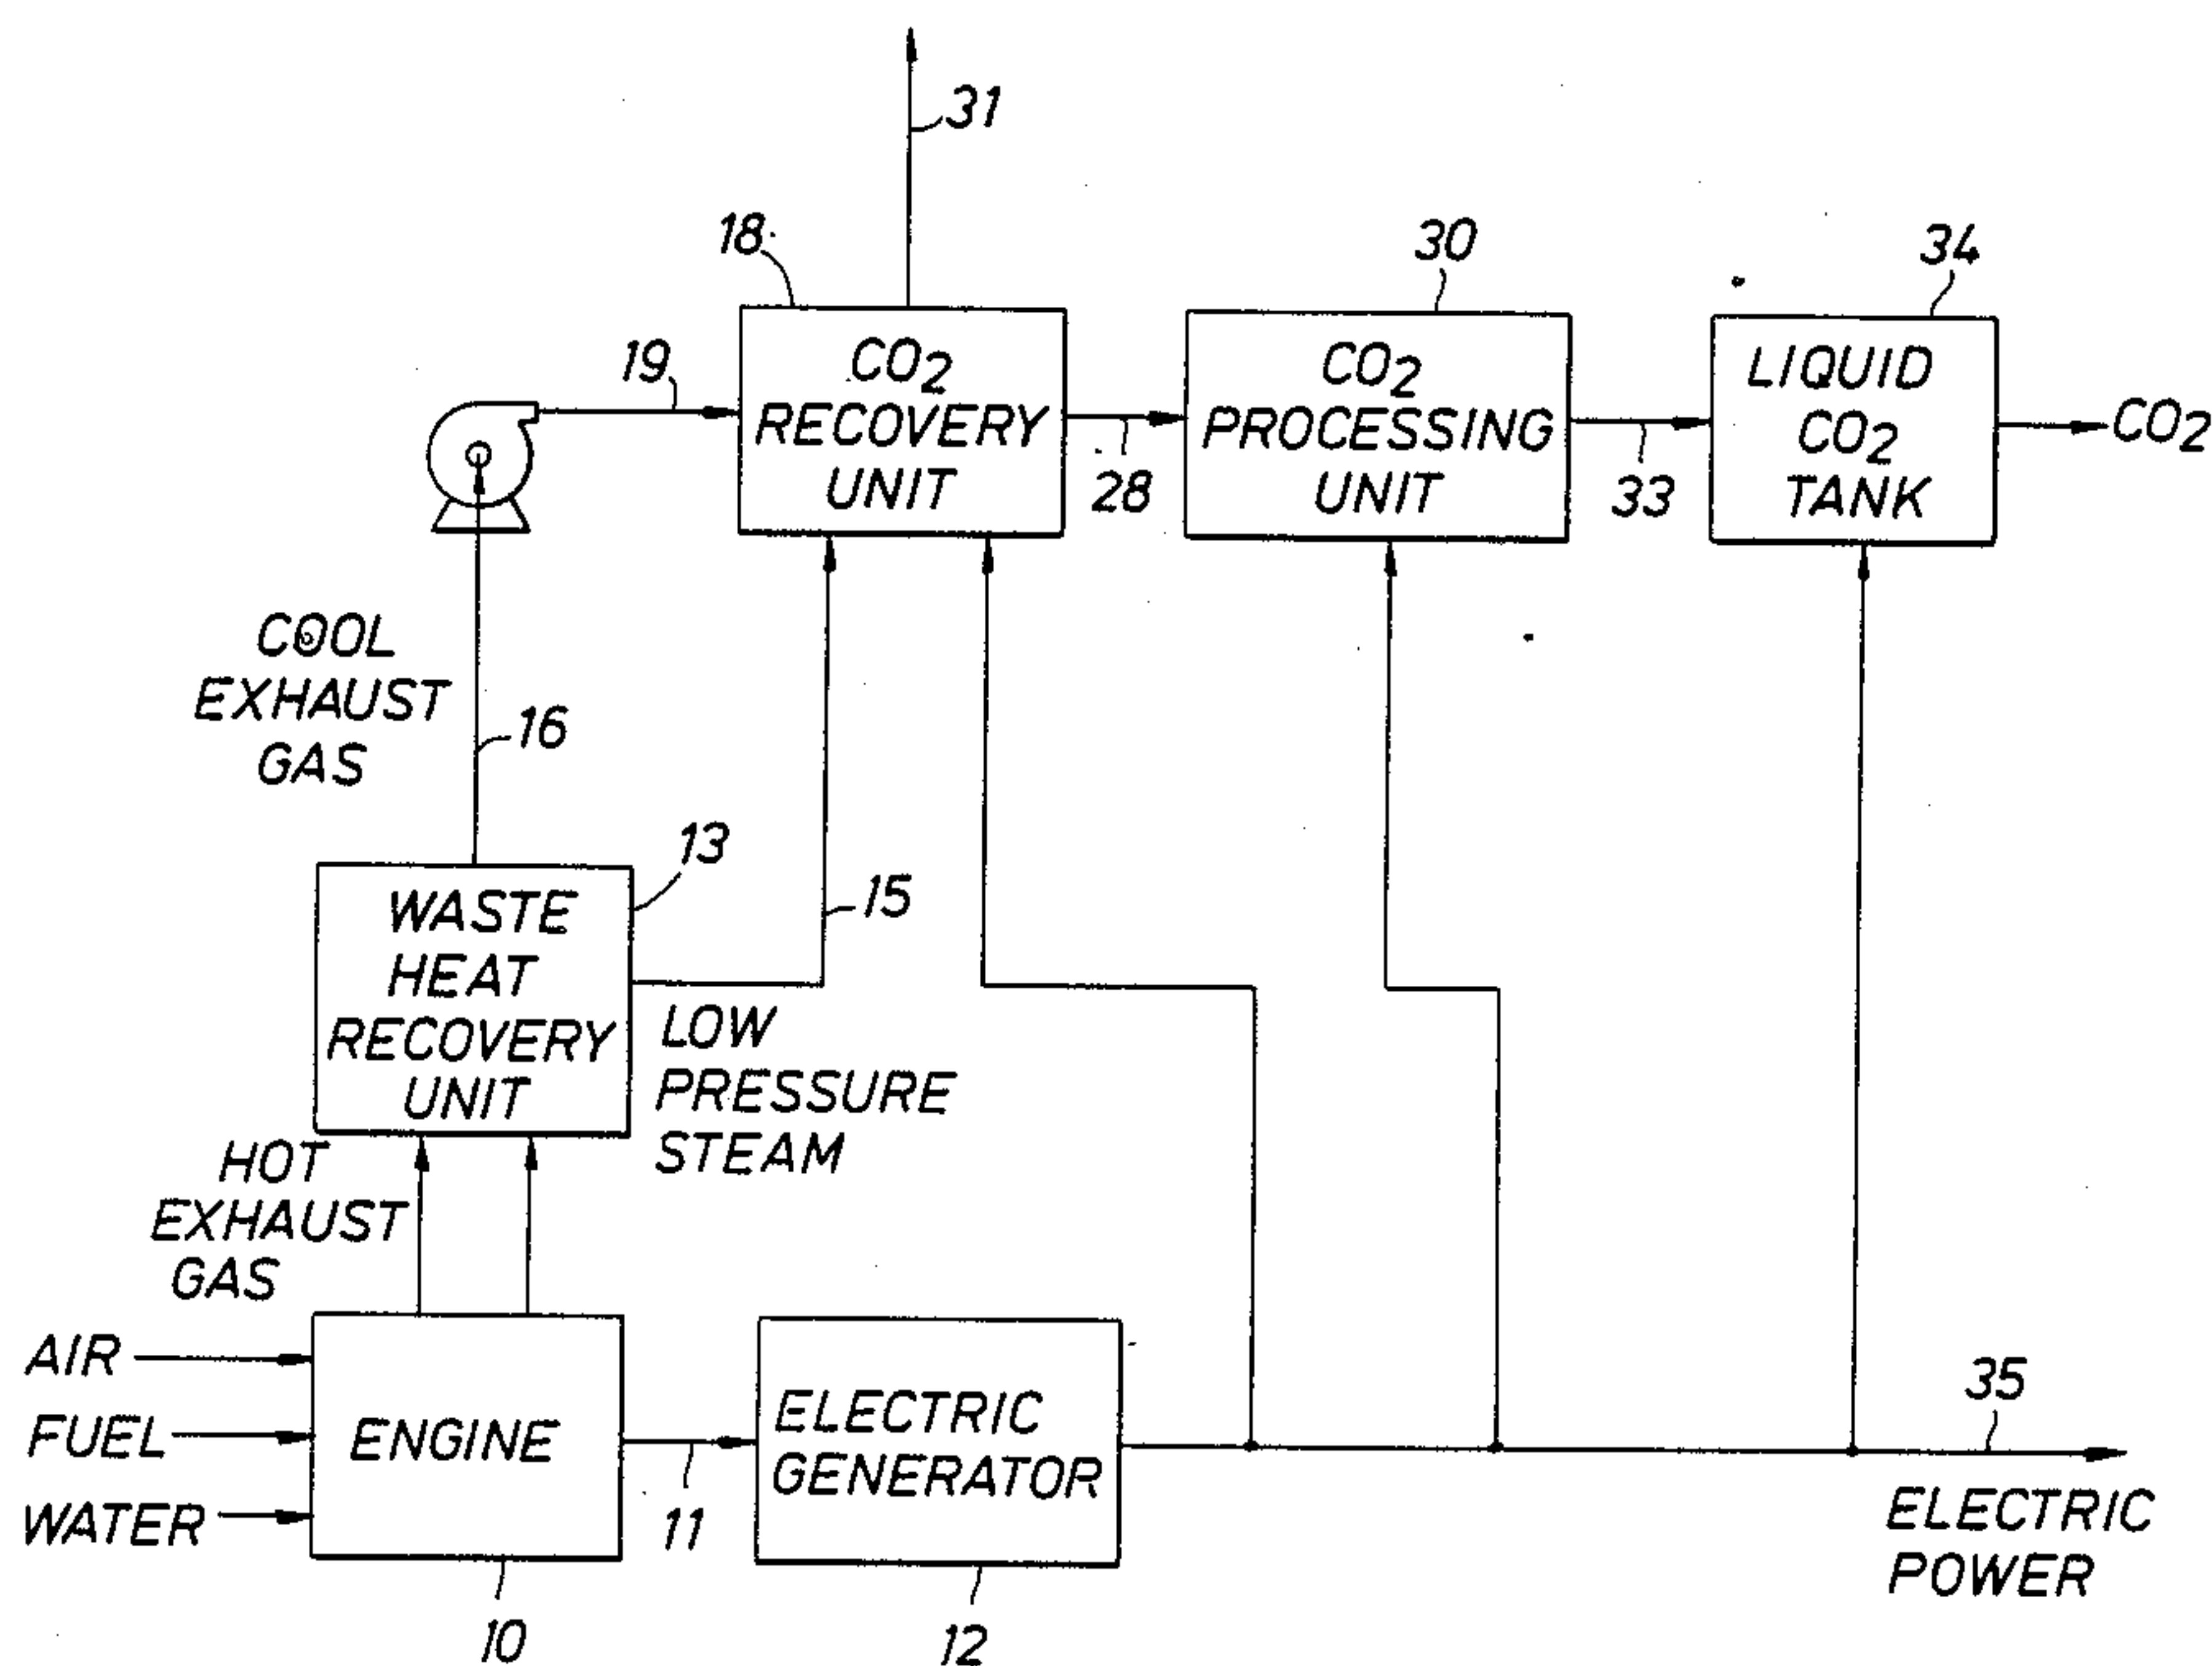 31
18
30
34
19
CO2
RECOVERY
UNIT
28
CO2
PROCESSING
UNIT
33
LIQUID
CO2
TANK
CO2
COOL
EXHAUST
GAS
16
13
WASTE
HEAT
RECOVERY
UNIT
15
LOW
PRESSURE
STEAM
HOT
EXHAUST
GAS
AIR
FUEL
WATER
ENGINE
10
11
ELECTRIC
GENERATOR
12
35
ELECTRIC
POWER